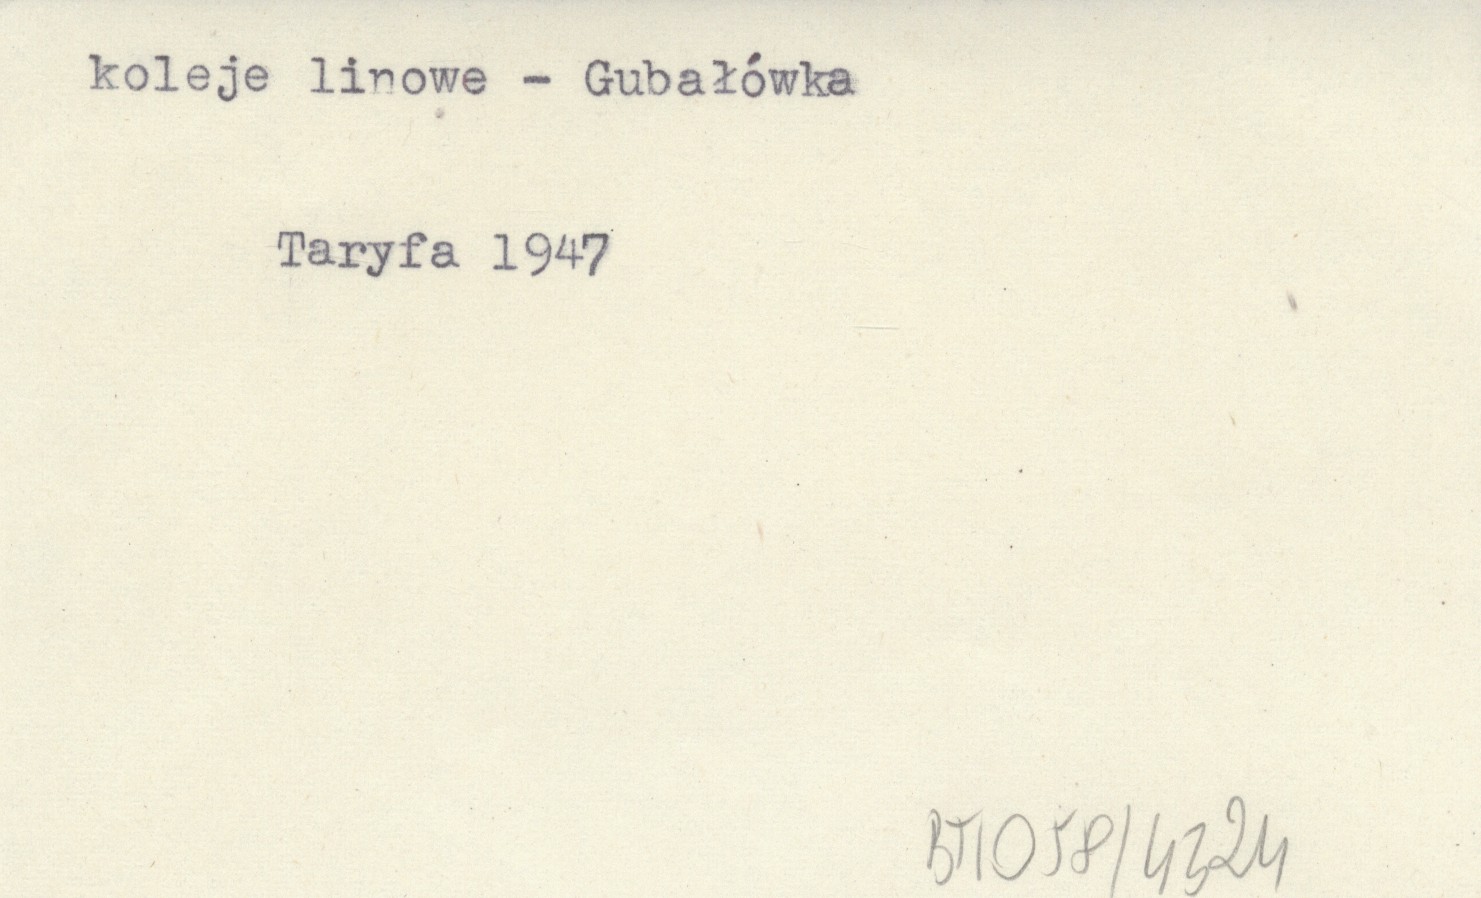 koleje linowe - Gubałówka
Taryfa 1947
BT1058/4324